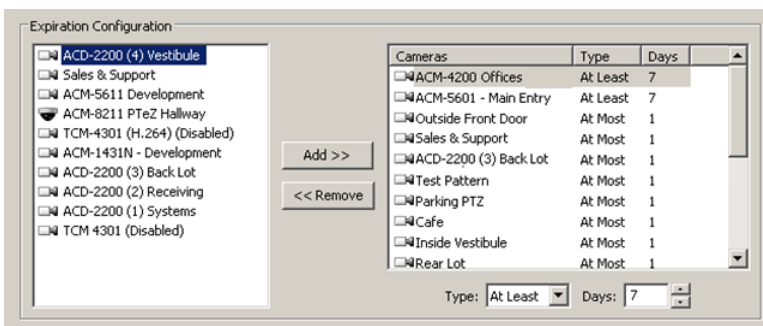 Expiration Configuration
ACD-2200 (4) Vestibule
Sales & Support
ACM-5611 Development
ACM-8211 PTeZ Hallway
TCM-4301 (H.264) (Disabled)
ACM-1431N - Development
ACD-2200 (3) Back Lot
ACD-2200 (2) Receiving
ACD-2200 (1) Systems
TCM 4301 (Disabled)
Add >>
<< Remove
Cameras Type Days
ACM-4200 Offices At Least 7
ACM-5601 - Main Entry At Least 7
Outside Front Door At Most 1
Sales & Support At Most 1
ACD-2200 (3) Back Lot At Most 1
Test Pattern At Most 1
Parking PTZ At Most 1
Cafe At Most 1
Inside Vestibule At Most 1
Rear Lot At Most 1
Type: At Least Days: 7